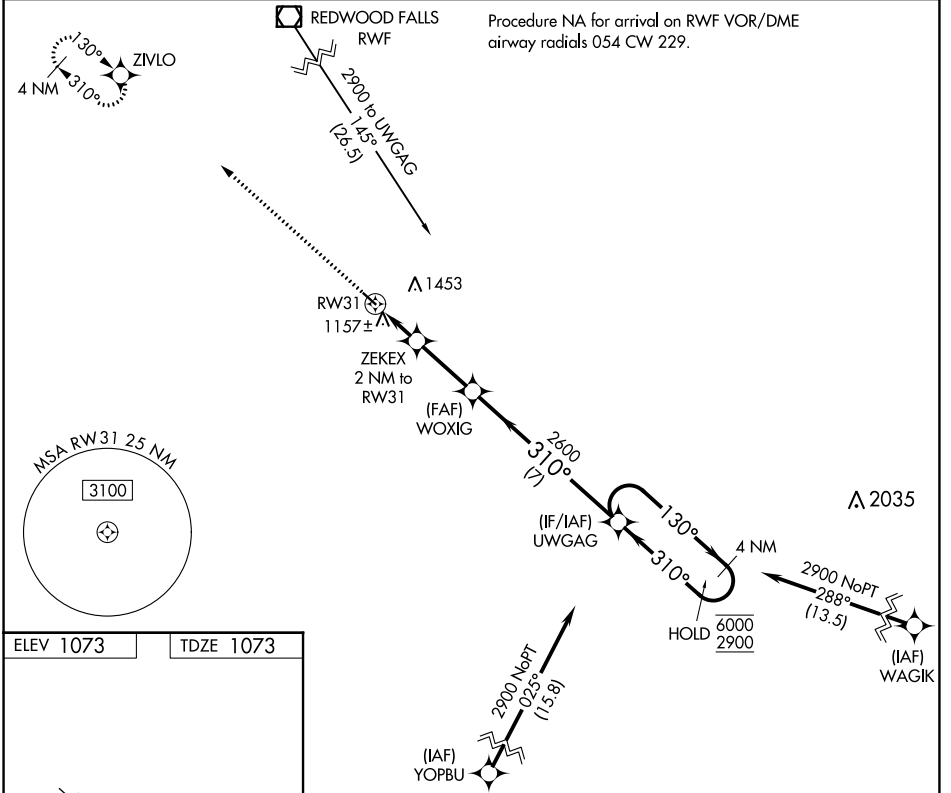 REDWOOD FALLS
RWF
Procedure NA for arrival on RWF VOR/DME
airway radials 054 CW 229.
130°
ZIVLO
4 NM
310°
2900 to UWGAG
145°
(26.5)
1453
RW31
1157±
ZEKEX
2 NM to
RW31
(FAF)
WOXIG
2600
310°
(7)
MSA RW31 25 NM
3100
2035
(IF/IAF)
UWGAG
130°
310°
4 NM
HOLD
6000
2900
2900 NoPT
288°
(13.5)
(IAF)
WAGIK
2900 NoPT
025°
(15.8)
(IAF)
YOPBU
ELEV 1073
TDZE 1073